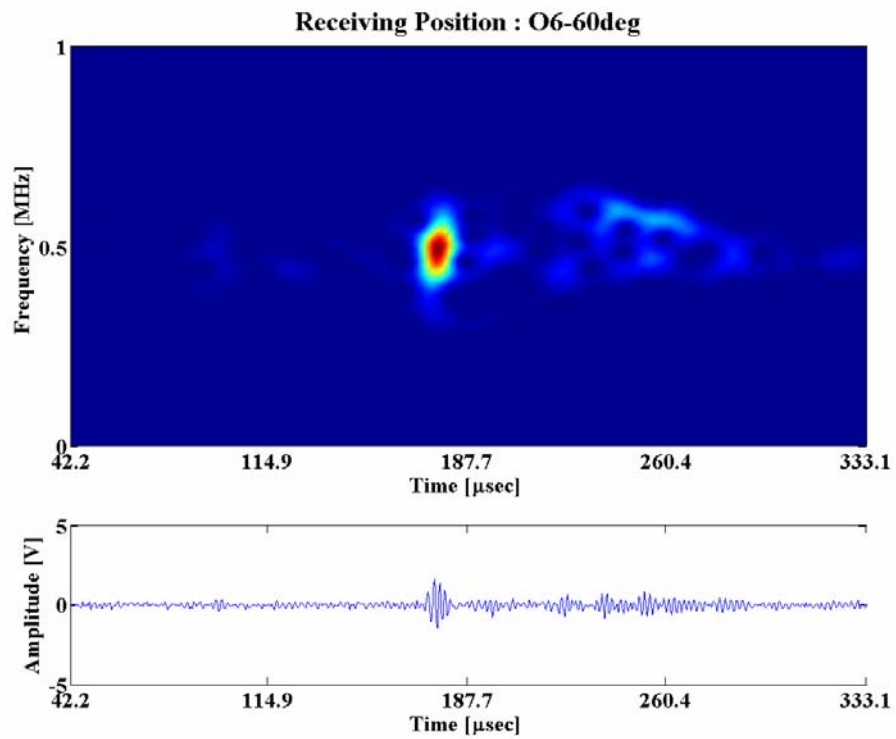 Receiving Position : O6-60deg
1
Frequency [MHz]
0.5
0
42.2 114.9 187.7 260.4 333.1
Time [μsec]
5
Amplitude [V]
0
-5
42.2 114.9 187.7 260.4 333.1
Time [μsec]